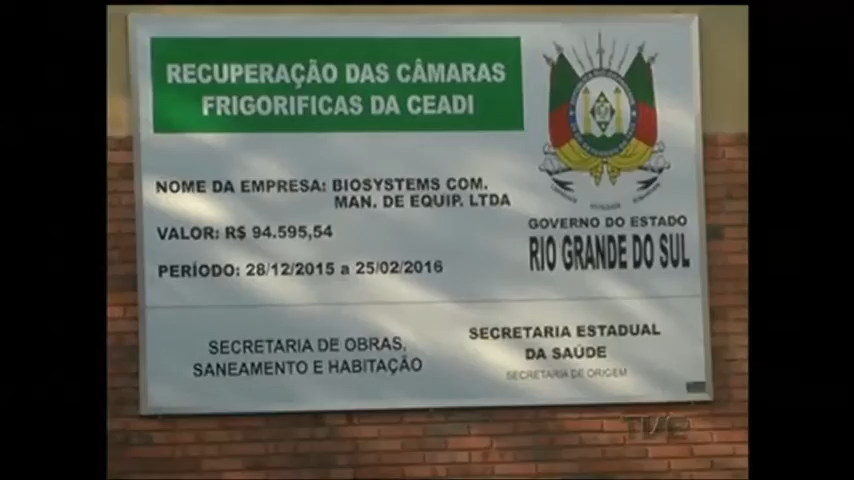 RECUPERAÇÃO DAS CÂMARAS
FRIGORIFICAS DA CEADI
NOME DA EMPRESA: BIOSYSTEMS COM.
MAN. DE EQUIP. LTDA
VALOR: R$ 94.595,54
PERÍODO: 28/12/2015 a 25/02/2016
GOVERNO DO ESTADO
RIO GRANDE DO SUL
SECRETARIA DE OBRAS,
SANEAMENTO E HABITAÇÃO
SECRETARIA ESTADUAL
DA SAÚDE
SECRETARIA DE ORIGEM
TVE